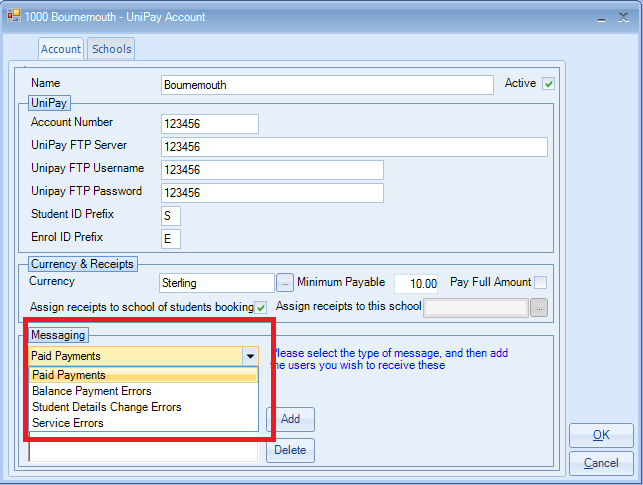 1000 Bournemouth - UniPay Account
Account Schools
Name Bournemouth Active
UniPay
Account Number 123456
UniPay FTP Server 123456
Unipay FTP Username 123456
Unipay FTP Password 123456
Student ID Prefix S
Enrol ID Prefix E
Currency & Receipts
Currency Sterling ... Minimum Payable 10.00 Pay Full Amount
Assign receipts to school of students booking Assign receipts to this school ...
Messaging
Paid Payments Please select the type of message, and then add
Paid Payments the users you wish to receive these
Balance Payment Errors
Student Details Change Errors
Service Errors Add
Delete
OK
Cancel